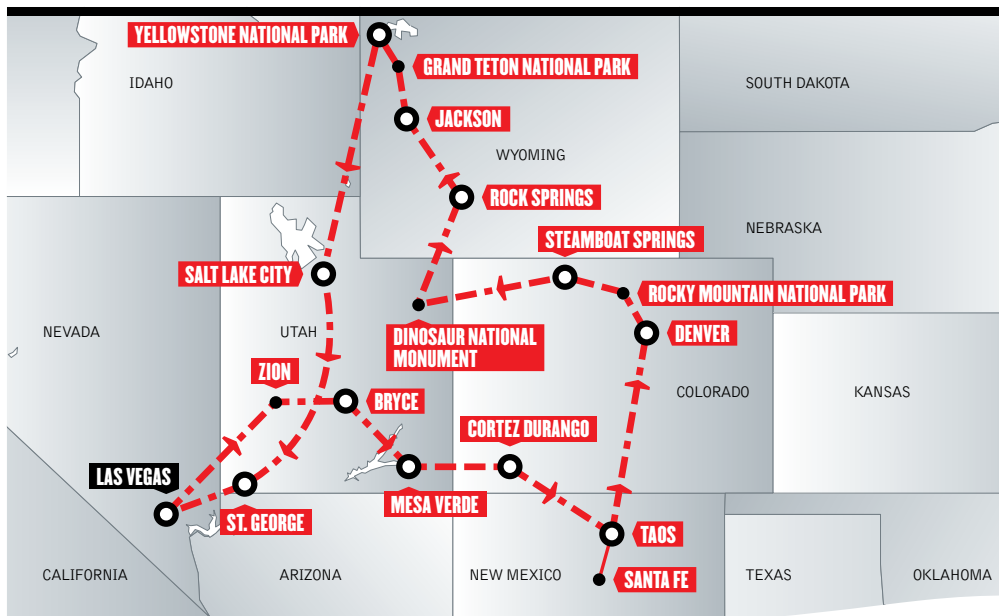 YELLOWSTONE NATIONAL PARK
GRAND TETON NATIONAL PARK
IDAHO
SOUTH DAKOTA
JACKSON
WYOMING
ROCK SPRINGS
NEBRASKA
STEAMBOAT SPRINGS
SALT LAKE CITY
ROCKY MOUNTAIN NATIONAL PARK
NEVADA
UTAH
DINOSAUR NATIONAL
MONUMENT
DENVER
ZION
BRYCE
COLORADO
KANSAS
CORTEZ DURANGO
LAS VEGAS
MESA VERDE
ST. GEORGE
TAOS
CALIFORNIA
ARIZONA
NEW MEXICO
SANTA FE
TEXAS
OKLAHOMA